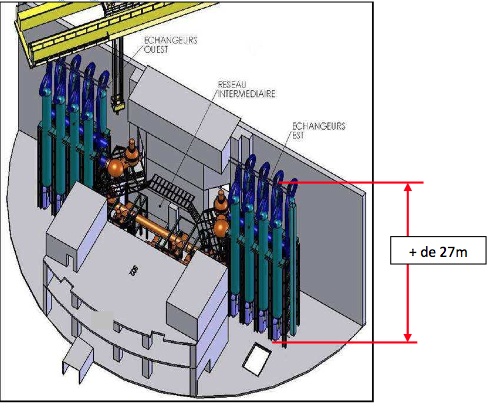 ECHANGEURS
OUEST
RESEAU
INTERMEDIAIRE
ECHANGEURS
EST
+ de 27m